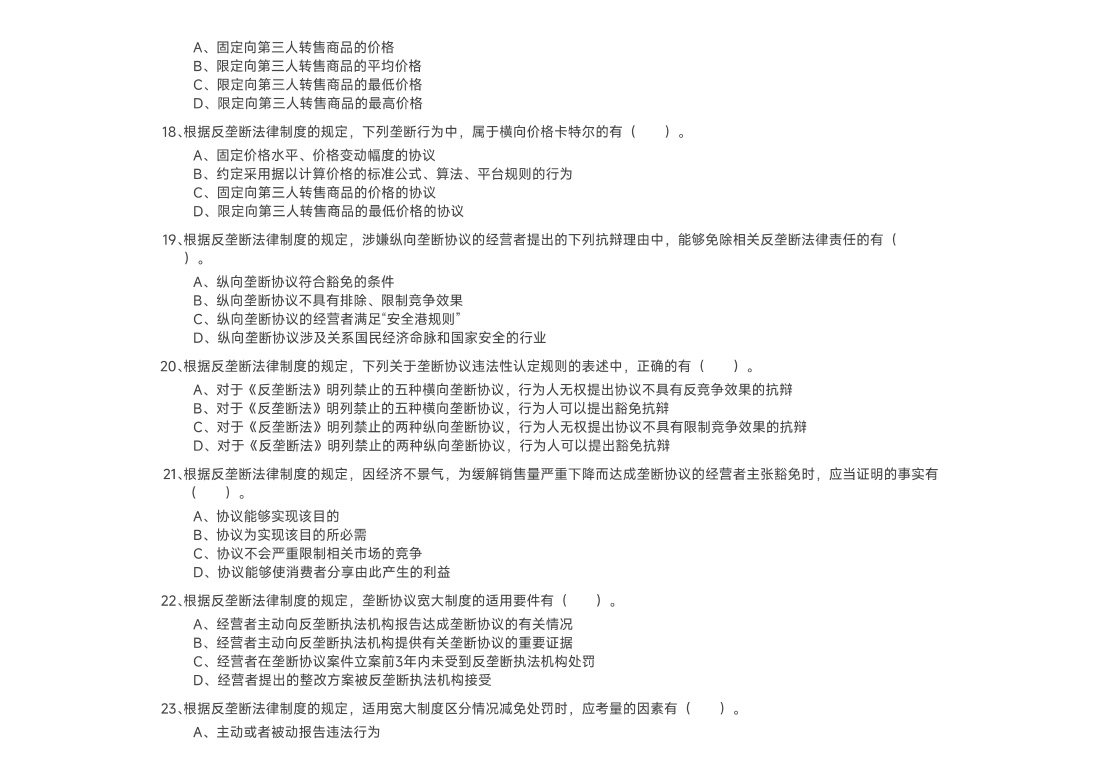 A、固定向第三人转售商品的价格
B、限定向第三人转售商品的平均价格
C、限定向第三人转售商品的最低价格
D、限定向第三人转售商品的最高价格
18、根据反垄断法律制度的规定，下列垄断行为中，属于横向价格卡特尔的有（　　）。
A、固定价格水平、价格变动幅度的协议
B、约定采用据以计算价格的标准公式、算法、平台规则的行为
C、固定向第三人转售商品的价格的协议
D、限定向第三人转售商品的最低价格的协议
19、根据反垄断法律制度的规定，涉嫌纵向垄断协议的经营者提出的下列抗辩理由中，能够免除相关反垄断法律责任的有（
）。
A、纵向垄断协议符合豁免的条件
B、纵向垄断协议不具有排除、限制竞争效果
C、纵向垄断协议的经营者满足“安全港规则”
D、纵向垄断协议涉及关系国民经济命脉和国家安全的行业
20、根据反垄断法律制度的规定，下列关于垄断协议违法性认定规则的表述中，正确的有（　　）。
A、对于《反垄断法》明列禁止的五种横向垄断协议，行为人无权提出协议不具有反竞争效果的抗辩
B、对于《反垄断法》明列禁止的五种横向垄断协议，行为人可以提出豁免抗辩
C、对于《反垄断法》明列禁止的两种纵向垄断协议，行为人无权提出协议不具有限制竞争效果的抗辩
D、对于《反垄断法》明列禁止的两种纵向垄断协议，行为人可以提出豁免抗辩
21、根据反垄断法律制度的规定，因经济不景气，为缓解销售量严重下降而达成垄断协议的经营者主张豁免时，应当证明的事实有
（　　）。
A、协议能够实现该目的
B、协议为实现该目的所必需
C、协议不会严重限制相关市场的竞争
D、协议能够使消费者分享由此产生的利益
22、根据反垄断法律制度的规定，垄断协议宽大制度的适用要件有（　　）。
A、经营者主动向反垄断执法机构报告达成垄断协议的有关情况
B、经营者主动向反垄断执法机构提供有关垄断协议的重要证据
C、经营者在垄断协议案件立案前3年内未受到反垄断执法机构处罚
D、经营者提出的整改方案被反垄断执法机构接受
23、根据反垄断法律制度的规定，适用宽大制度区分情况减免处罚时，应考量的因素有（　　）。
A、主动或者被动报告违法行为